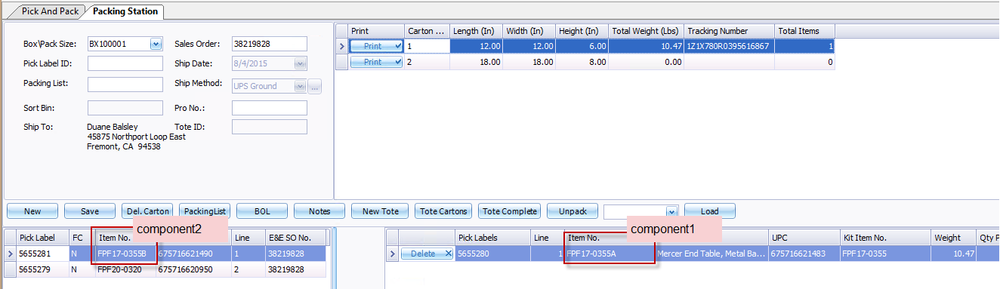 Pick And Pack Packing Station
Box\Pack Size: BX100001 Sales Order: 38219828
Pick Label ID: Ship Date: 8/4/2015
Packing List: Ship Method: UPS Ground ...
Sort Bin: Pro No.:
Ship To: Duane Balsley Tote ID:
45875 Northport Loop East
Fremont, CA 94538
Print Carton ... Length (In) Width (In) Height (In) Total Weight (Lbs) Tracking Number Total Items
Print 1 12.00 12.00 6.00 10.47 1Z1X780R0395616867 1
Print 2 18.00 18.00 8.00 0.00 0
New Save Del. Carton PackingList BOL Notes New Tote Tote Cartons Tote Complete Unpack Load
component2
Pick Label FC Item No. Line E&E SO No.
5655281 N FPF17-0355B 675716621490 1 38219828
5655279 N FPF20-0320 675716620950 2 38219828
component1
Pick Labels Line Item No. UPC Kit Item No. Weight Qty P
Delete 5655280 1 FPF17-0355A Mercer End Table, Metal Ba... 675716621483 FPF17-0355 10.47